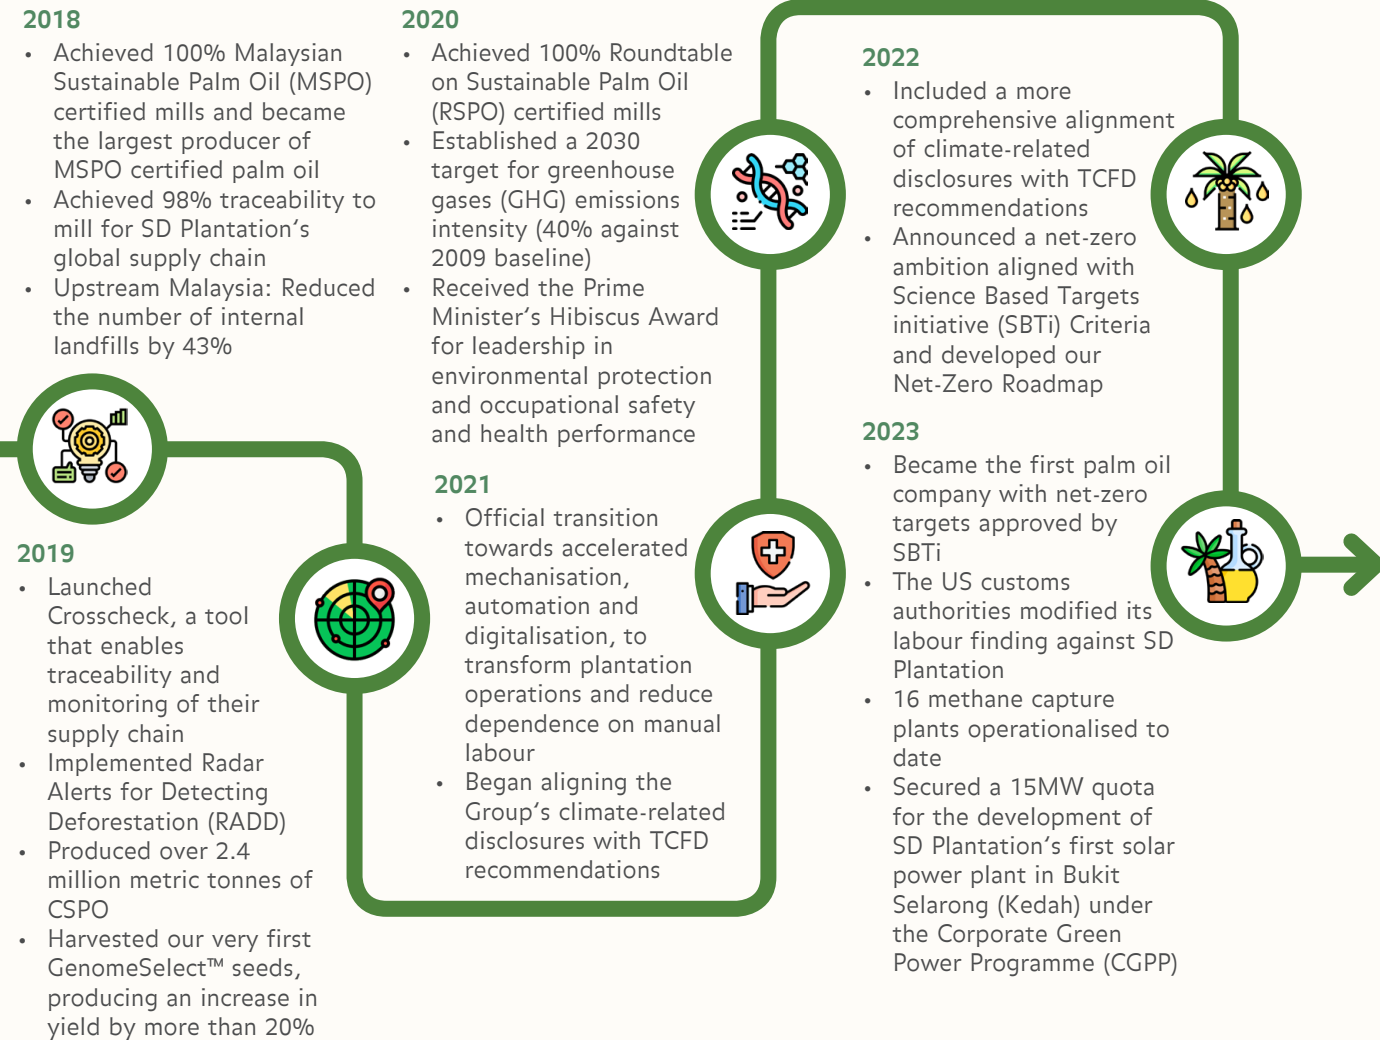 2018
• Achieved 100% Malaysian
Sustainable Palm Oil (MSPO)
certified mills and became
the largest producer of
MSPO certified palm oil
• Achieved 98% traceability to
mill for SD Plantation's
global supply chain
• Upstream Malaysia: Reduced
the number of internal
landfills by 43%
2019
• Launched
Crosscheck, a tool
that enables
traceability and
monitoring of their
supply chain
• Implemented Radar
Alerts for Detecting
Deforestation (RADD)
• Produced over 2.4
million metric tonnes of
CSPO
• Harvested our very first
GenomeSelect™ seeds,
producing an increase in
yield by more than 20%
2020
• Achieved 100% Roundtable
on Sustainable Palm Oil
(RSPO) certified mills
• Established a 2030
target for greenhouse
gases (GHG) emissions
intensity (40% against
2009 baseline)
• Received the Prime
Minister's Hibiscus Award
for leadership in
environmental protection
and occupational safety
and health performance
2021
• Official transition
towards accelerated
mechanisation,
automation and
digitalisation, to
transform plantation
operations and reduce
dependence on manual
labour
• Began aligning the
Group's climate-related
disclosures with TCFD
recommendations
2022
• Included a more
comprehensive alignment
of climate-related
disclosures with TCFD
recommendations
• Announced a net-zero
ambition aligned with
Science Based Targets
initiative (SBTi) Criteria
and developed our
Net-Zero Roadmap
2023
• Became the first palm oil
company with net-zero
targets approved by
SBTi
• The US customs
authorities modified its
labour finding against SD
Plantation
• 16 methane capture
plants operationalised to
date
• Secured a 15MW quota
for the development of
SD Plantation's first solar
power plant in Bukit
Selarong (Kedah) under
the Corporate Green
Power Programme (CGPP)